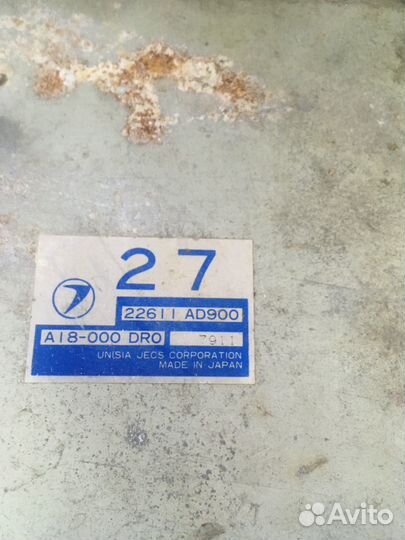 27
22611 AD900
A18-000 DR0 7911
UNISIA JECS CORPORATION
MADE IN JAPAN
Avito